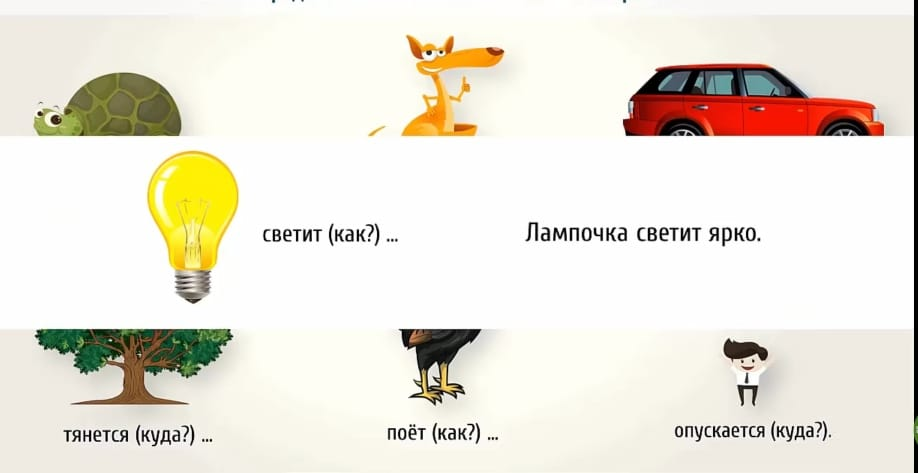 светит (как?) ...
Лампочка светит ярко.
тянется (куда?) ...
поёт (как?) ...
опускается (куда?).